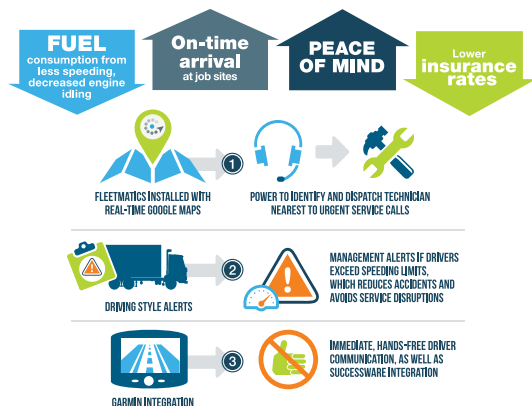 FUEL
consumption from
less speeding,
decreased engine
idling
On-time
arrival
at job sites
PEACE
OF MIND
Lower
insurance
rates
1
FLEETMATICS INSTALLED WITH
REAL-TIME GOOGLE MAPS
POWER TO IDENTIFY AND DISPATCH TECHNICIAN
NEAREST TO URGENT SERVICE CALLS
2
DRIVING STYLE ALERTS
MANAGEMENT ALERTS IF DRIVERS
EXCEED SPEEDING LIMITS,
WHICH REDUCES ACCIDENTS AND
AVOIDS SERVICE DISRUPTIONS
3
GARMIN INTEGRATION
IMMEDIATE, HANDS-FREE DRIVER
COMMUNICATION, AS WELL AS
SUCCESSWARE INTEGRATION